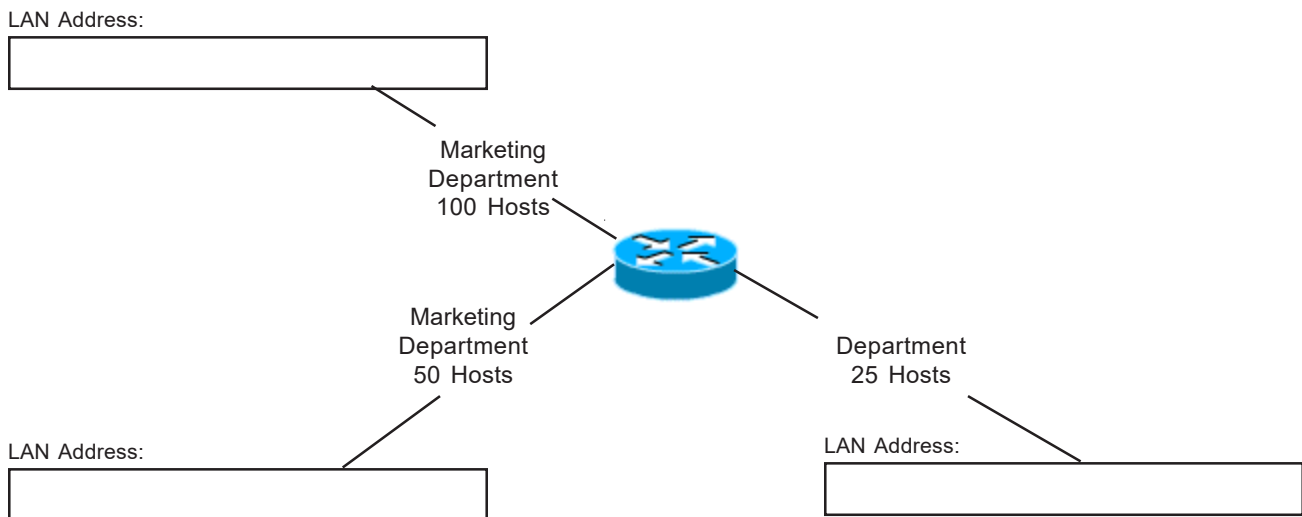 LAN Address:
Marketing
Department
100 Hosts
Marketing
Department
50 Hosts
Department
25 Hosts
LAN Address:
LAN Address: